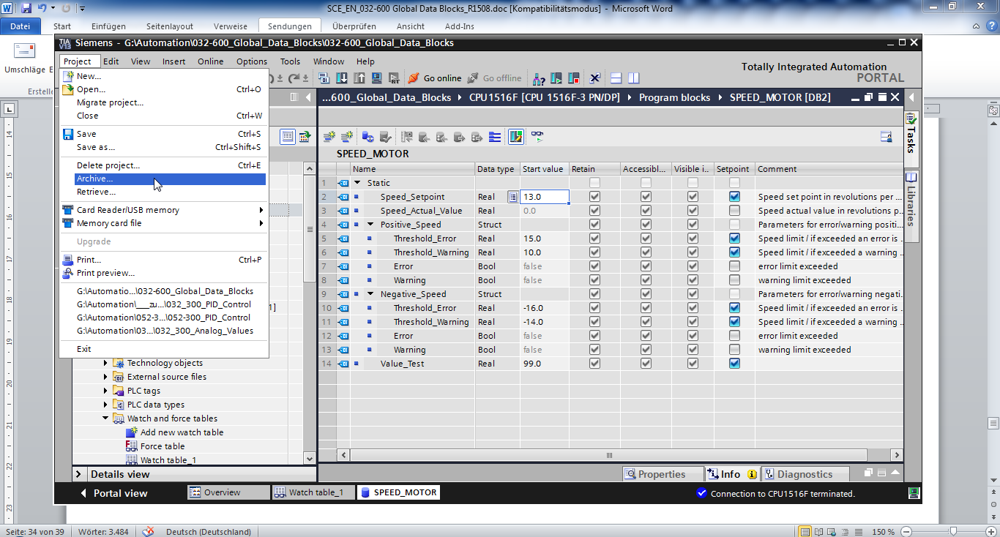 SCE_EN_032-600 Global Data Blocks_R1508.doc [Kompatibilitätsmodus] - Microsoft Word
Datei Start Einfügen Seitenlayout Verweise Sendungen Überprüfen Ansicht Add-Ins
Umschläge E
Erstelle
Siemens - G:\Automation\032-600_Global_Data_Blocks\032-600_Global_Data_Blocks
Project Edit View Insert Online Options Tools Window Help
Totally Integrated Automation
PORTAL
Go online Go offline
New...
Open... Ctrl+O
Migrate project...
Close Ctrl+W
Save Ctrl+S
Save as... Ctrl+Shift+S
Delete project... Ctrl+E
Archive...
Retrieve...
Card Reader/USB memory
Memory card file
Upgrade
Print... Ctrl+P
Print preview...
G:\Automatio...\032-600_Global_Data_Blocks
G:\Automation\___zu...\032_300_PID_Control
G:\Automation\052-3...\052-300_PID_Control
G:\Automation\03...\032_300_Analog_Values
Exit
1]
Technology objects
External source files
PLC tags
PLC data types
Watch and force tables
Add new watch table
Force table
Watch table_1
Details view
...600_Global_Data_Blocks CPU1516F [CPU 1516F-3 PN/DP] Program blocks SPEED_MOTOR [DB2]
SPEED_MOTOR
Name Data type Start value Retain Accessibl... Visible i.. Setpoint Comment
1 Static
2 Speed_Setpoint Real 13.0 Speed set point in revolutions per ...
3 Speed_Actual_Value Real 0.0 Speed actual value in revolutions p...
4 Positive_Speed Struct Parameters for error/warning positi...
5 Threshold_Error Real 15.0 Speed limit / if exceeded an error is ..
6 Threshold_Warning Real 10.0 Speed limit / if exceeded a warning ...
7 Error Bool false error limit exceeded
8 Warning Bool false warning limit exceeded
9 Negative_Speed Struct Parameters for error/warning negati...
10 Threshold_Error Real -16.0 Speed limit / if exceeded an error is ..
11 Threshold_Warning Real -14.0 Speed limit / if exceeded a warning ...
12 Error Bool false error limit exceeded
13 Warning Bool false warning limit exceeded
14 Value_Test Real 99.0
Tasks
Libraries
Properties Info Diagnostics
Portal view Overview Watch table_1 SPEED_MOTOR Connection to CPU1516F terminated.
14
15
16
17
18
19
20
21
22
23
Seite: 34 von 39 Wörter: 3.484 Deutsch (Deutschland) 150 %